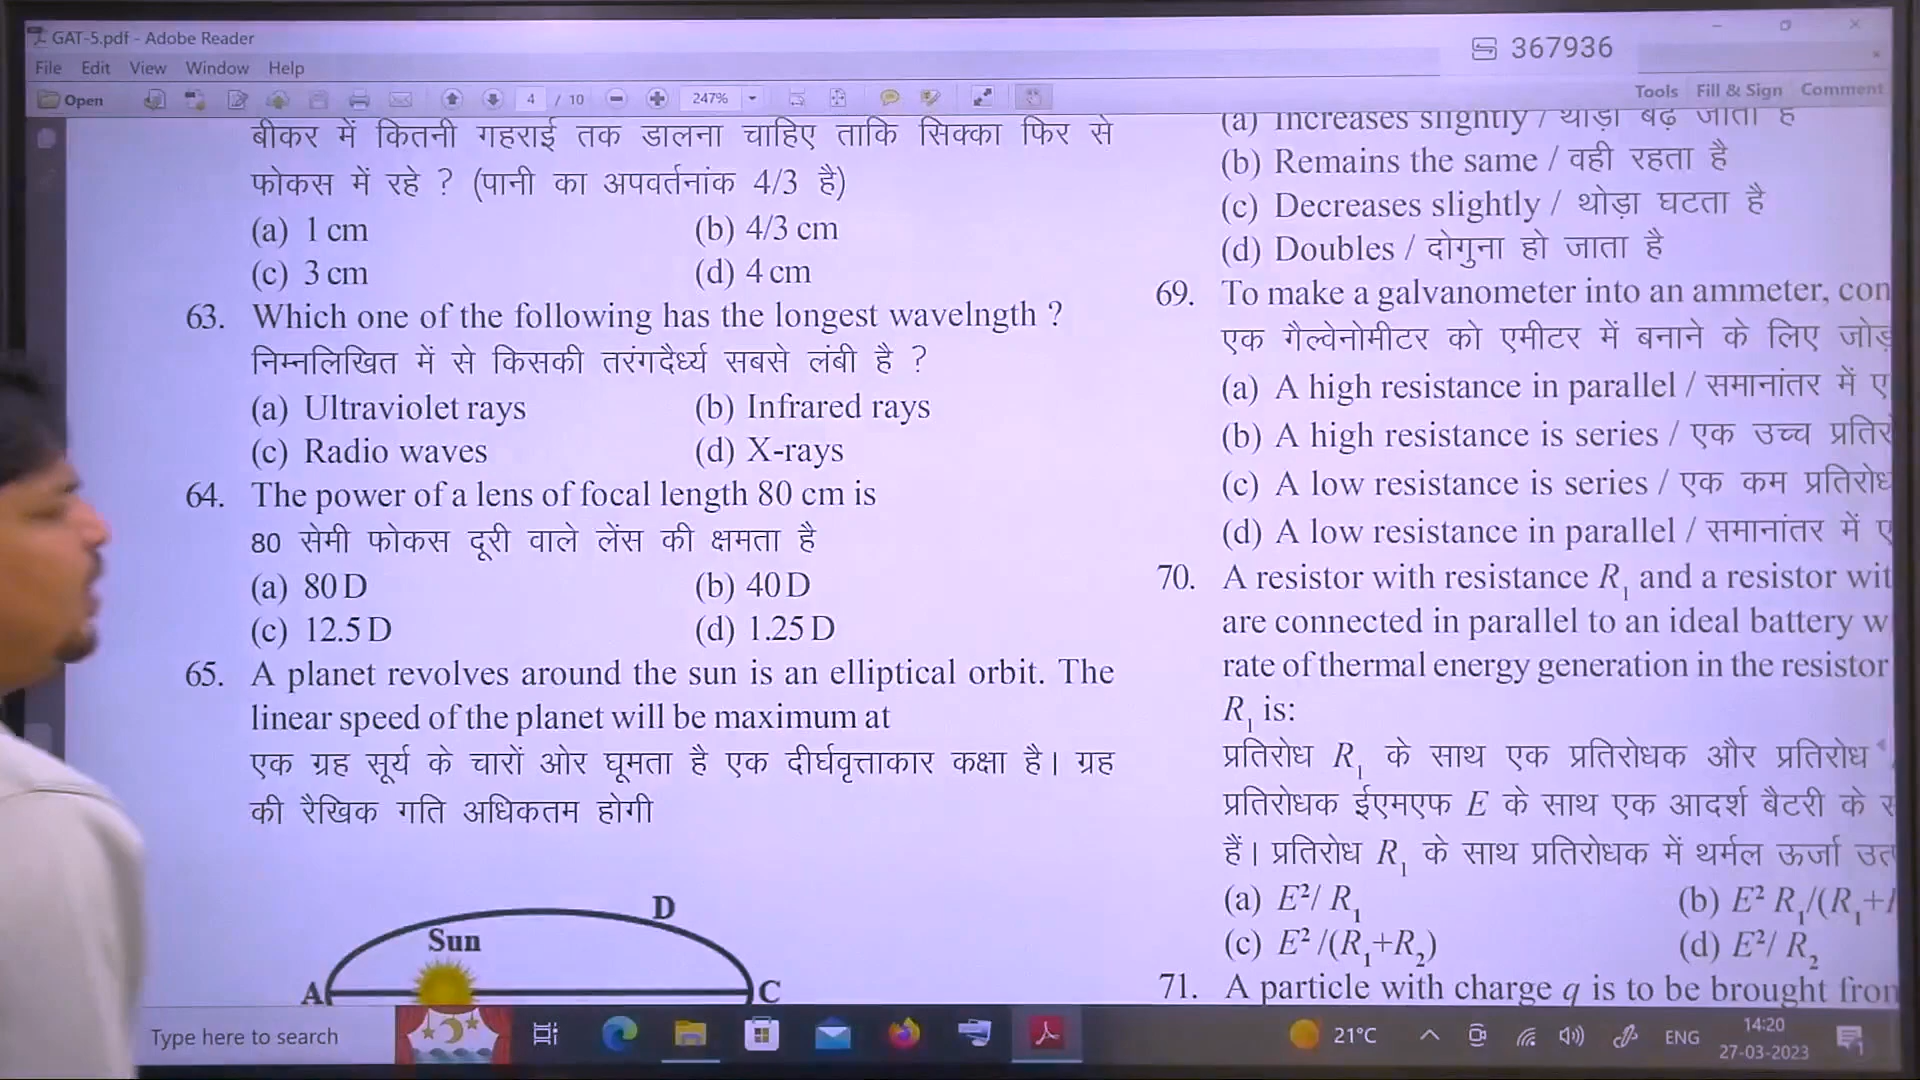 GAT-5.pdf - Adobe Reader
367936
File Edit View Window Help
Open 4 / 10 247% Tools Fill & Sign Comment
बीकर में कितनी गहराई तक डालना चाहिए ताकि सिक्का फिर से
फोकस में रहे ? (पानी का अपवर्तनांक 4/3 है)
(a) 1 cm (b) 4/3 cm
(c) 3 cm (d) 4 cm
63. Which one of the following has the longest wavelngth ?
निम्नलिखित में से किसकी तरंगदैर्ध्य सबसे लंबी है ?
(a) Ultraviolet rays (b) Infrared rays
(c) Radio waves (d) X-rays
64. The power of a lens of focal length 80 cm is
80 सेमी फोकस दूरी वाले लेंस की क्षमता है
(a) 80 D (b) 40 D
(c) 12.5 D (d) 1.25 D
65. A planet revolves around the sun is an elliptical orbit. The
linear speed of the planet will be maximum at
एक ग्रह सूर्य के चारों ओर घूमता है एक दीर्घवृत्ताकार कक्षा है। ग्रह
की रैखिक गति अधिकतम होगी
D
Sun
A C
(a) Increases slightly / थोड़ा बढ़ जाता है
(b) Remains the same / वही रहता है
(c) Decreases slightly / थोड़ा घटता है
(d) Doubles / दोगुना हो जाता है
69. To make a galvanometer into an ammeter, con
एक गैल्वेनोमीटर को एमीटर में बनाने के लिए जोड़
(a) A high resistance in parallel / समानांतर में
(b) A high resistance is series / एक उच्च
(c) A low resistance is series / एक कम प्रतिरोध
(d) A low resistance in parallel / समानांतर में
70. A resistor with resistance R₁ and a resistor wit
are connected in parallel to an ideal battery w
rate of thermal energy generation in the resistor
R₁ is:
प्रतिरोध R₁ के साथ एक प्रतिरोधक और प्रतिरोध
प्रतिरोधक ईएमएफ E के साथ एक आदर्श बैटरी के
हैं। प्रतिरोध R₁ के साथ प्रतिरोधक में थर्मल ऊर्जा
(a) E²/ R₁ (b) E² R₁/(R₁+
(c) E² /(R₁+R₂) (d) E²/ R₂
71. A particle with charge q is to be brought from
Type here to search 21°C ENG 14:20
27-03-2023